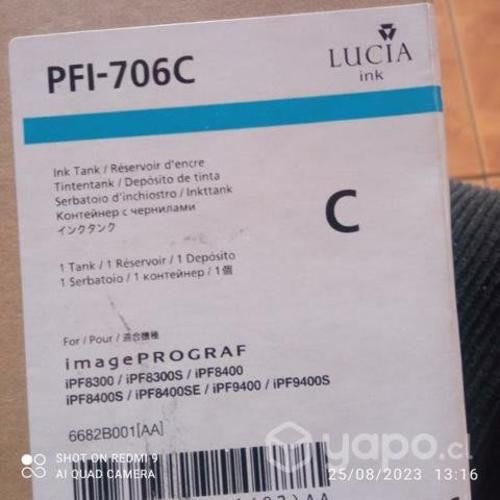 PFI-706C
LUCIA
ink
Ink Tank / Réservoir d'encre
Tintentank / Depósito de tinta
Serbatoio d'inchiostro / Inkttank
Контейнер с чернилами
インクタンク
C
1 Tank / 1 Réservoir / 1 Depósito
1 Serbatoio / 1 контейнер / 1個
For / Pour / 適合機種
imagePROGRAF
iPF8300 / iPF8300S / iPF8400
iPF8400S / iPF8400SE / iPF9400 / iPF9400S
6682B001[AA]
SHOT ON REDMI 9
AI QUAD CAMERA
yapo.cl
25/08/2023 13:16